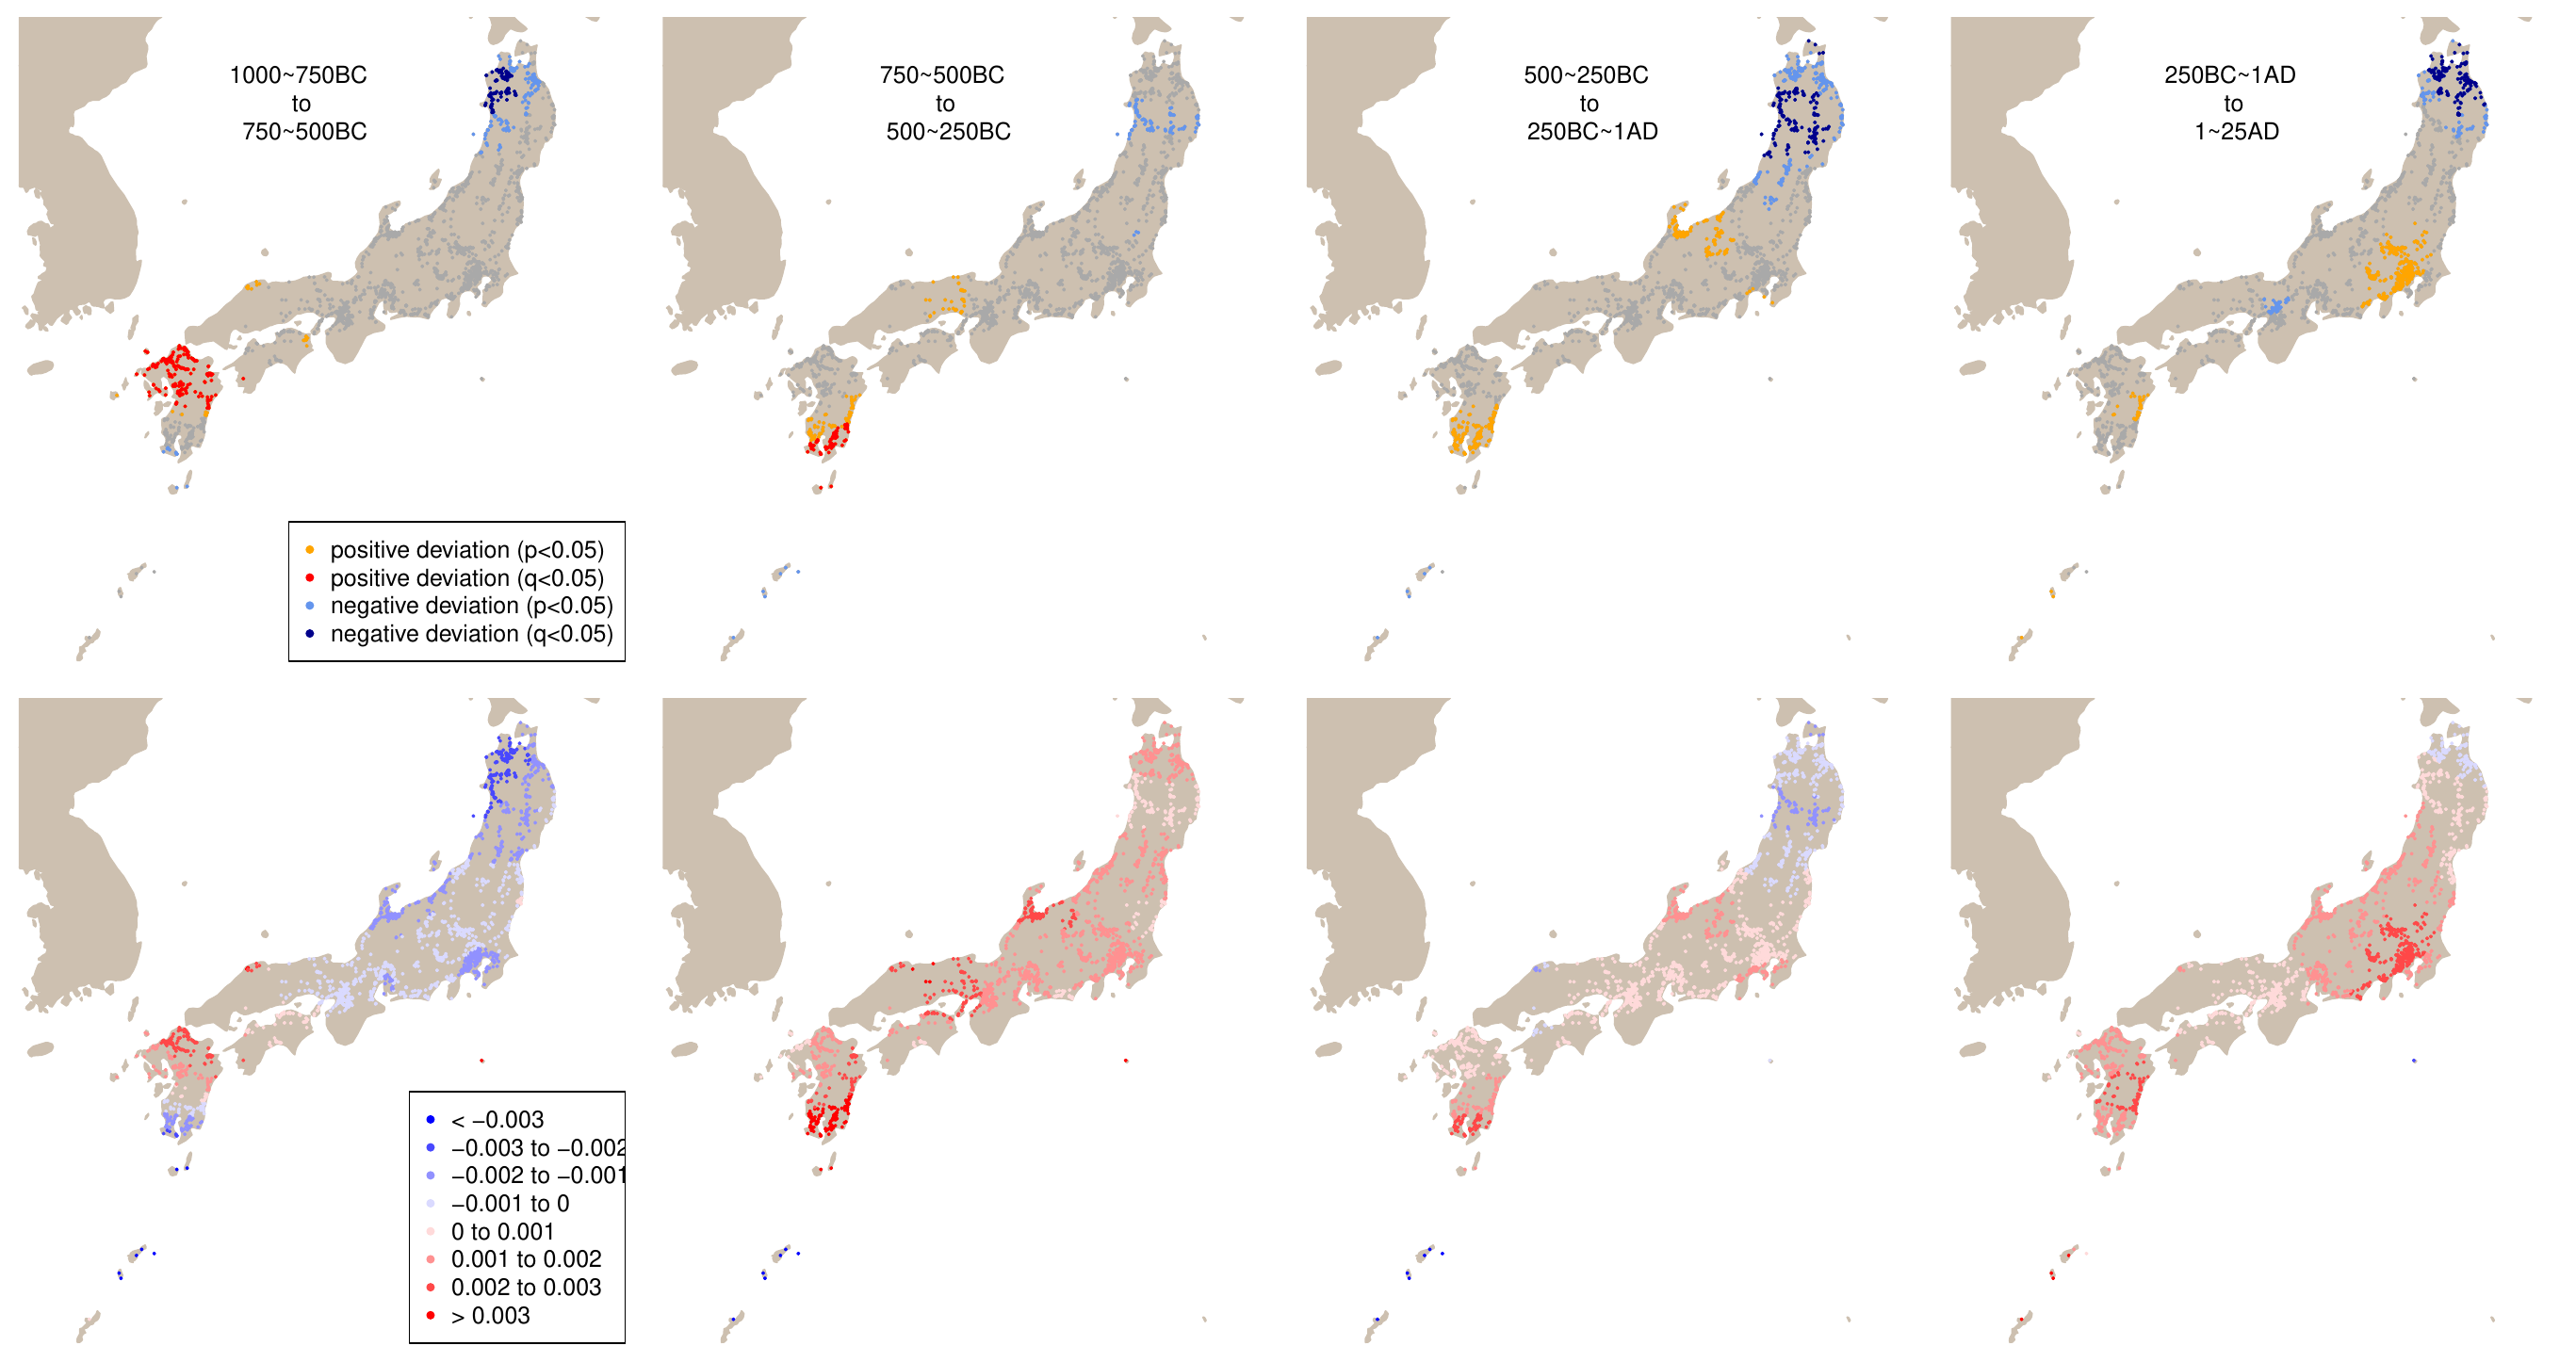 1000~750BC
to
750~500BC
750~500BC
to
500~250BC
500~250BC
to
250BC~1AD
250BC~1AD
to
1~25AD
positive deviation (p<0.05)
positive deviation (q<0.05)
negative deviation (p<0.05)
negative deviation (q<0.05)
< −0.003
−0.003 to −0.002
−0.002 to −0.001
−0.001 to 0
0 to 0.001
0.001 to 0.002
0.002 to 0.003
> 0.003